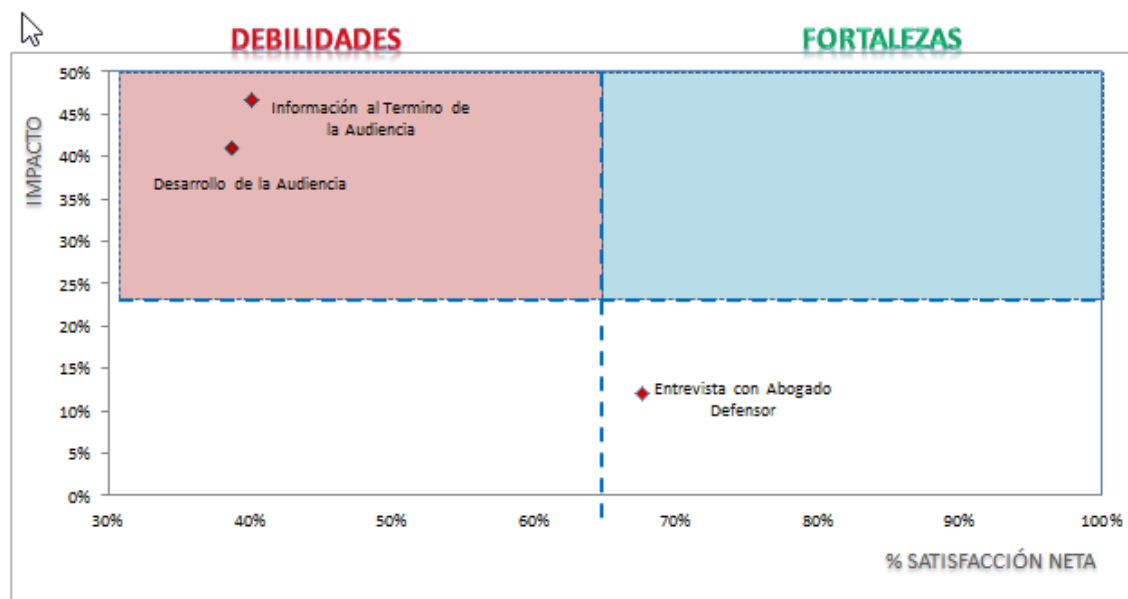 DEBILIDADES
FORTALEZAS
IMPACTO
50%
45%
40%
35%
30%
25%
20%
15%
10%
5%
0%
Información al Termino de
la Audiencia
Desarrollo de la Audiencia
Entrevista con Abogado
Defensor
30%
40%
50%
60%
70%
80%
90%
100%
% SATISFACCIÓN NETA